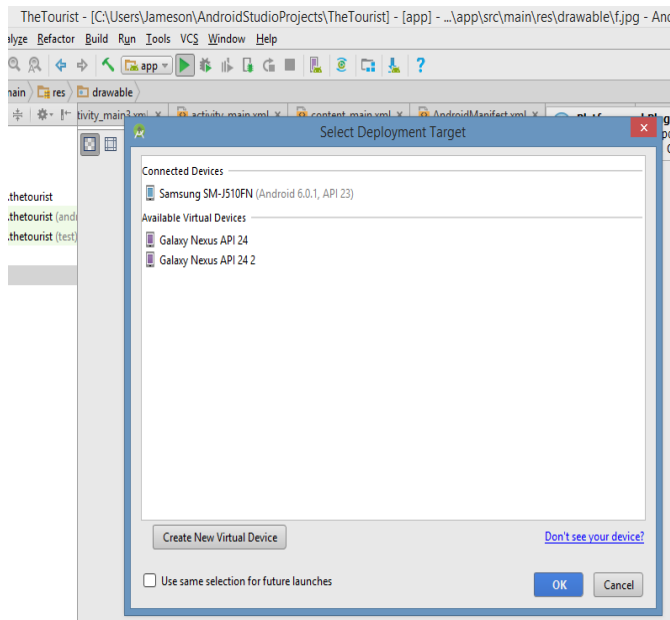 TheTourist - [C:\Users\Jameson\AndroidStudioProjects\TheTourist] - [app] - ...\app\src\main\res\drawable\f.jpg - And
alyze Refactor Build Run Tools VCS Window Help
app
main res drawable
tivity_main3.xml activity_main.xml content_main.xml AndroidManifest.xml
Select Deployment Target
Connected Devices
Samsung SM-J510FN (Android 6.0.1, API 23)
.thetourist
.thetourist (andr
.thetourist (test)
Available Virtual Devices
Galaxy Nexus API 24
Galaxy Nexus API 24 2
Create New Virtual Device
Don't see your device?
Use same selection for future launches
OK
Cancel